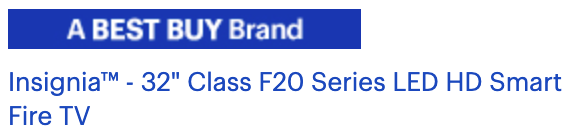 A BEST BUY Brand
Insignia™ - 32" Class F20 Series LED HD Smart
Fire TV